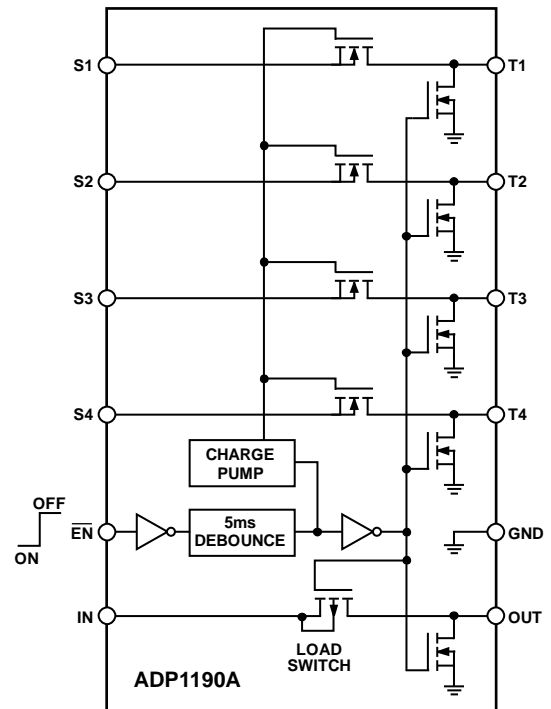 S1
T1
S2
T2
S3
T3
S4
T4
CHARGE
PUMP
OFF
ON
EN
5ms
DEBOUNCE
GND
IN
OUT
LOAD
SWITCH
ADP1190A